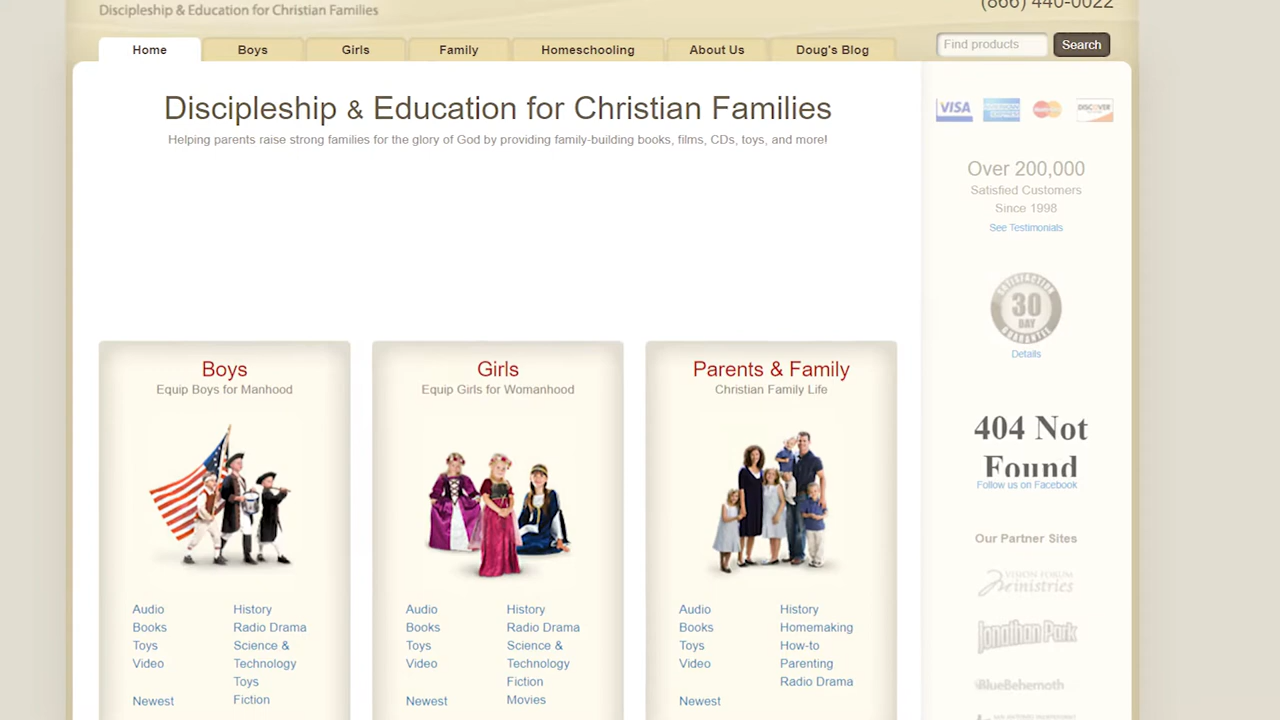 Discipleship & Education for Christian Families
(866) 440-0022
Home
Boys
Girls
Family
Homeschooling
About Us
Doug's Blog
Find products
Search
Discipleship & Education for Christian Families
Helping parents raise strong families for the glory of God by providing family-building books, films, CDs, toys, and more!
VISA
AMERICAN EXPRESS
MasterCard
DISCOVER
Over 200,000
Satisfied Customers
Since 1998
See Testimonials
SATISFACTION
30
DAY
GUARANTEE
Details
404 Not
Found
Follow us on Facebook
Our Partner Sites
VISION FORUM
Ministries
Jonathan Park
BlueBehemoth
Boys
Equip Boys for Manhood
Audio
Books
Toys
Video
Newest
History
Radio Drama
Science &
Technology
Toys
Fiction
Girls
Equip Girls for Womanhood
Audio
Books
Toys
Video
Newest
History
Radio Drama
Science &
Technology
Fiction
Movies
Parents & Family
Christian Family Life
Audio
Books
Toys
Video
Newest
History
Homemaking
How-to
Parenting
Radio Drama